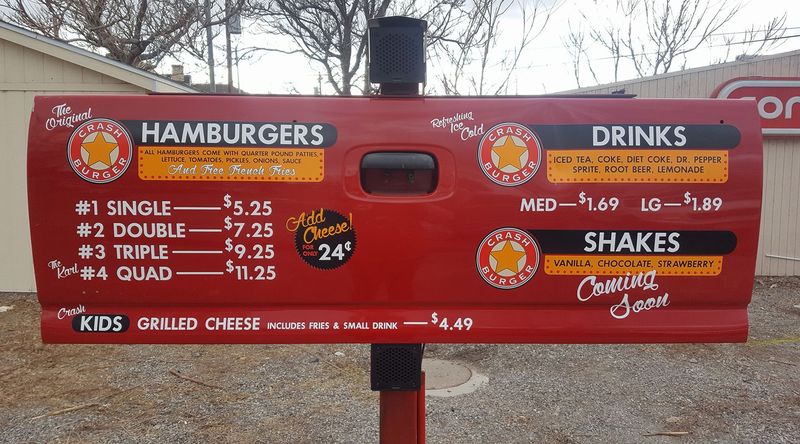 The Original
CRASH BURGER
HAMBURGERS
ALL HAMBURGERS COME WITH QUARTER POUND PATTIES,
LETTUCE, TOMATOES, PICKLES, ONIONS, SAUCE
And Free French Fries
#1 SINGLE — $5.25
#2 DOUBLE — $7.25
#3 TRIPLE — $9.25
The Karl #4 QUAD — $11.25
Add
Cheese!
FOR ONLY 24¢
Crash
KIDS GRILLED CHEESE INCLUDES FRIES & SMALL DRINK — $4.49
Refreshing
Ice
Cold
CRASH BURGER
DRINKS
ICED TEA, COKE, DIET COKE, DR. PEPPER
SPRITE, ROOT BEER, LEMONADE
MED — $1.69 LG — $1.89
CRASH BURGER
SHAKES
VANILLA, CHOCOLATE, STRAWBERRY
Coming
Soon